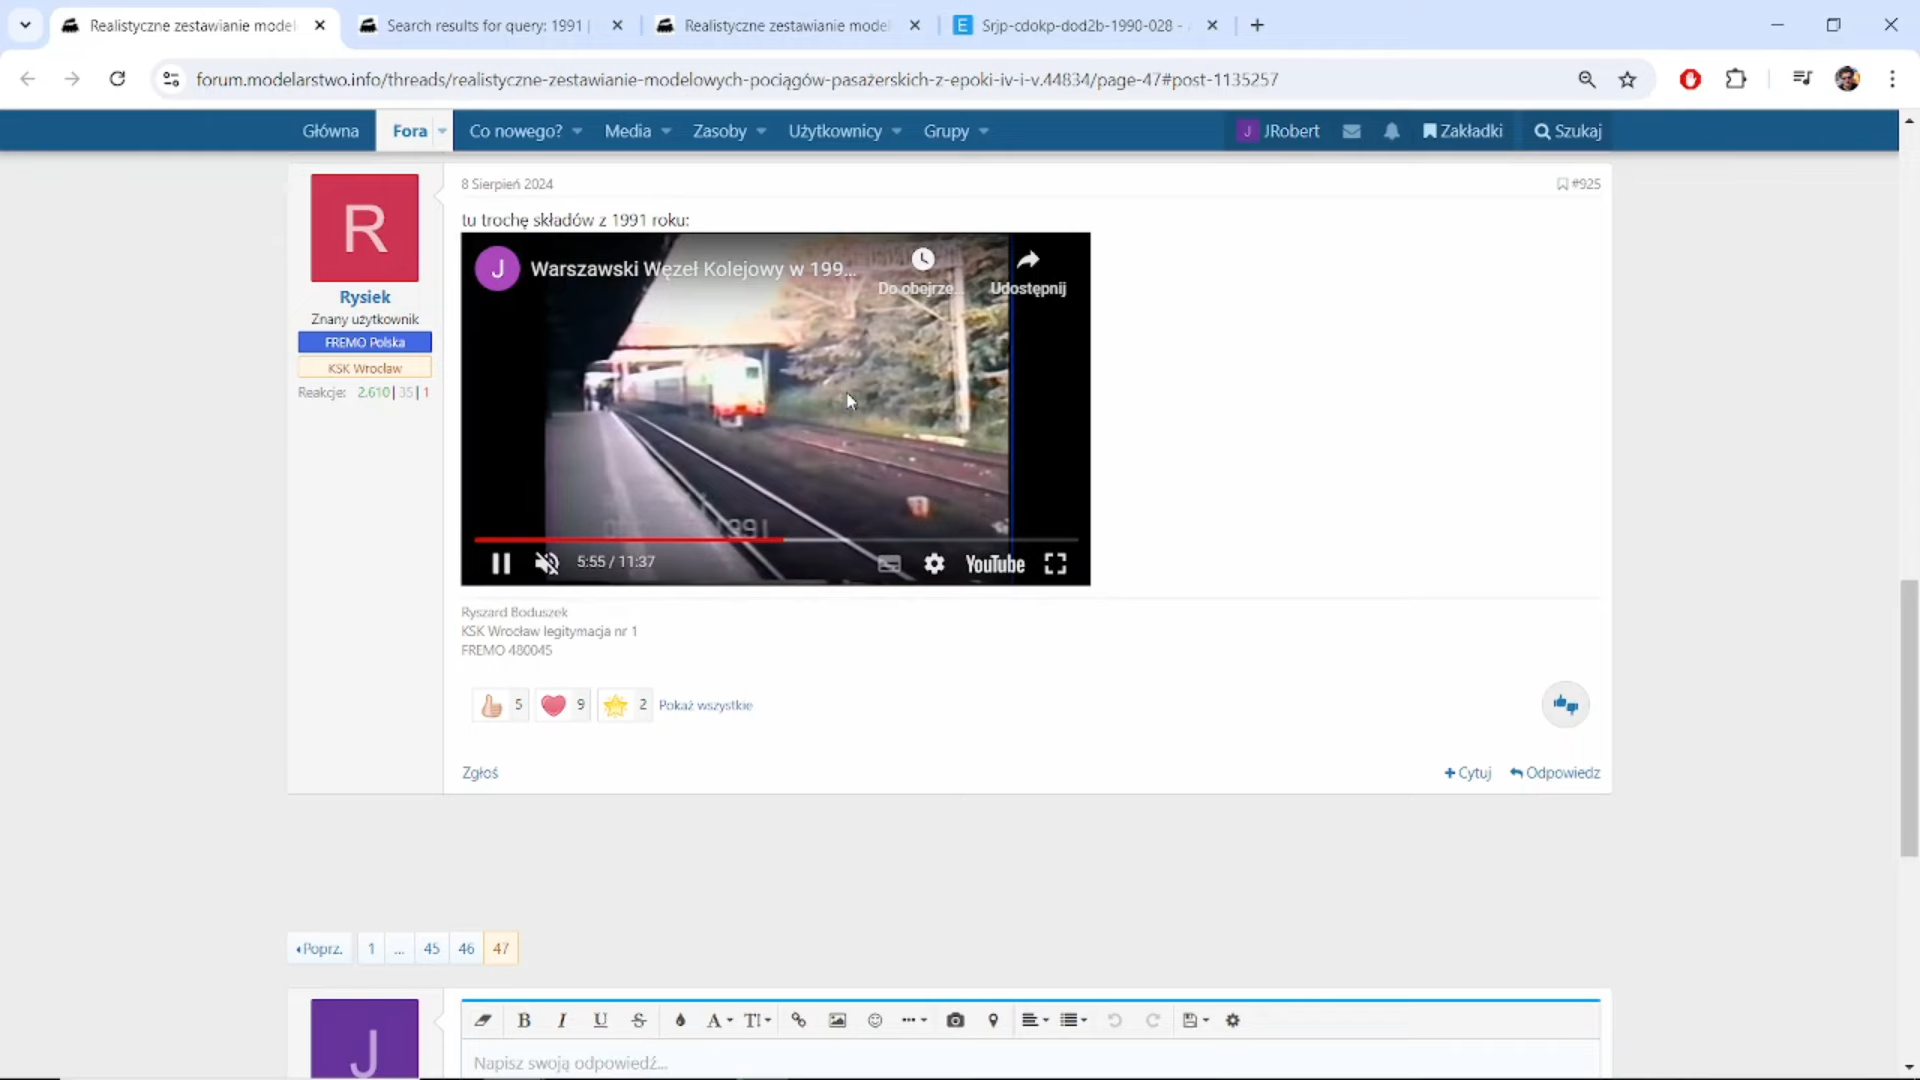 Realistyczne zestawianie model
Search results for query: 1991 |
Realistyczne zestawianie model
E Srjp-cdokp-dod2b-1990-028 -
forum.modelarstwo.info/threads/realistyczne-zestawianie-modelowych-pociągów-pasażerskich-z-epoki-iv-i-v.44834/page-47#post-1135257
Główna Fora Co nowego? Media Zasoby Użytkownicy Grupy J JRobert Zakładki Szukaj
8 Sierpień 2024 #925
R
tu trochę składów z 1991 roku:
J Warszawski Węzeł Kolejowy w 199...
Do obejrze... Udostępnij
Rysiek
Znany użytkownik
FREMO Polska
KSK Wrocław
Reakcje: 2.610| 35| 1
1991
5:55 / 11:37 YouTube
Ryszard Boduszek
KSK Wrocław legitymacja nr 1
FREMO 480045
5 9 2 Pokaż wszystkie
Zgłoś + Cytuj Odpowiedz
Poprz. 1 ... 45 46 47
J
B I U S A TI
Napisz swoją odpowiedź...